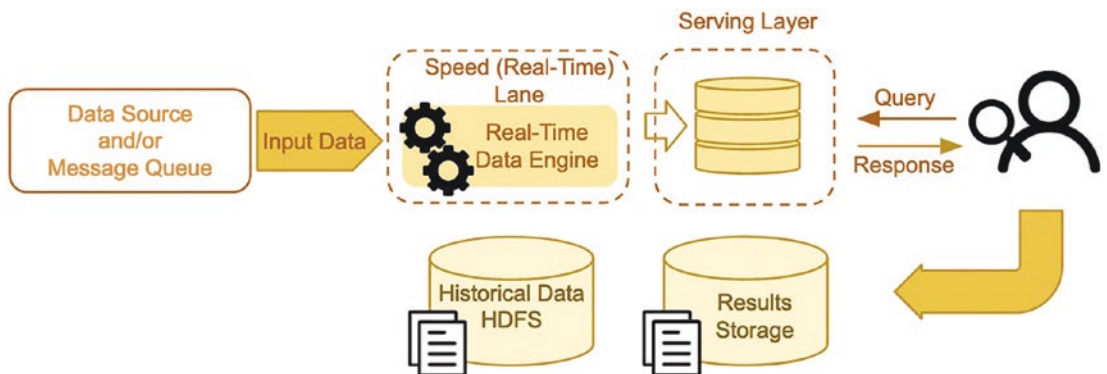 Serving Layer
Speed (Real-Time)
Lane
Data Source
and/or
Message Queue
Input Data
Real-Time
Data Engine
Query
Response
Historical Data
HDFS
Results
Storage